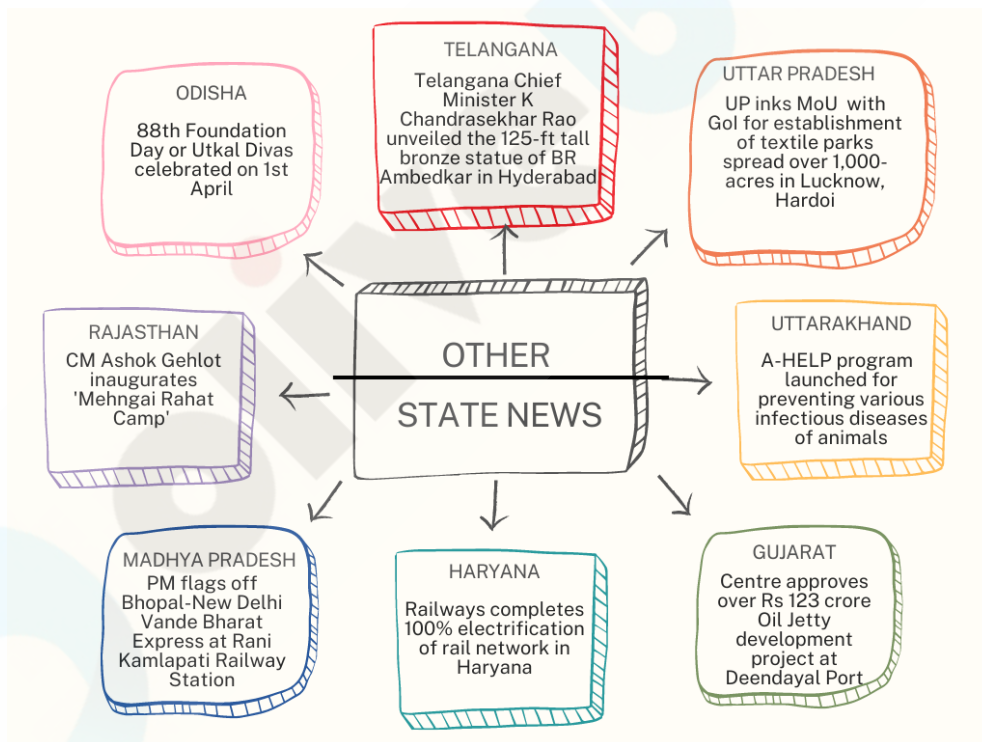 TELANGANA
Telangana Chief
Minister K
Chandrasekhar Rao
unveiled the 125-ft tall
bronze statue of BR
Ambedkar in Hyderabad
ODISHA
88th Foundation
Day or Utkal Divas
celebrated on 1st
April
UTTAR PRADESH
UP inks MoU with
GoI for establishment
of textile parks
spread over 1,000-
acres in Lucknow,
Hardoi
OTHER
STATE NEWS
RAJASTHAN
CM Ashok Gehlot
inaugurates
'Mehngai Rahat
Camp'
UTTARAKHAND
A-HELP program
launched for
preventing various
infectious diseases
of animals
MADHYA PRADESH
PM flags off
Bhopal-New Delhi
Vande Bharat
Express at Rani
Kamlapati Railway
Station
HARYANA
Railways completes
100% electrification
of rail network in
Haryana
GUJARAT
Centre approves
over Rs 123 crore
Oil Jetty
development
project at
Deendayal Port